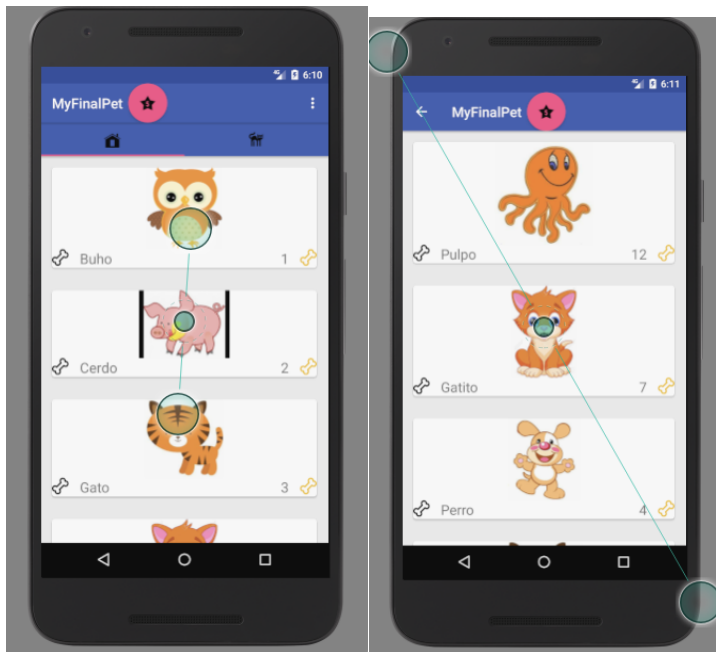 6:10
MyFinalPet
Buho 1
Cerdo 2
Gato 3
6:11
MyFinalPet
Pulpo 12
Gatito 7
Perro 4